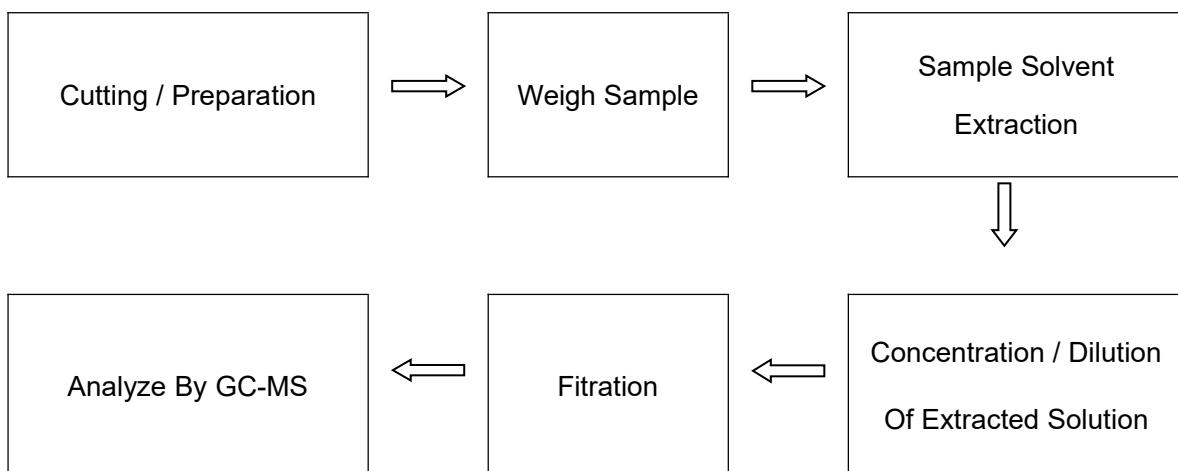 Cutting / Preparation
Weigh Sample
Sample Solvent
Extraction
Concentration / Dilution
Of Extracted Solution
Fitration
Analyze By GC-MS